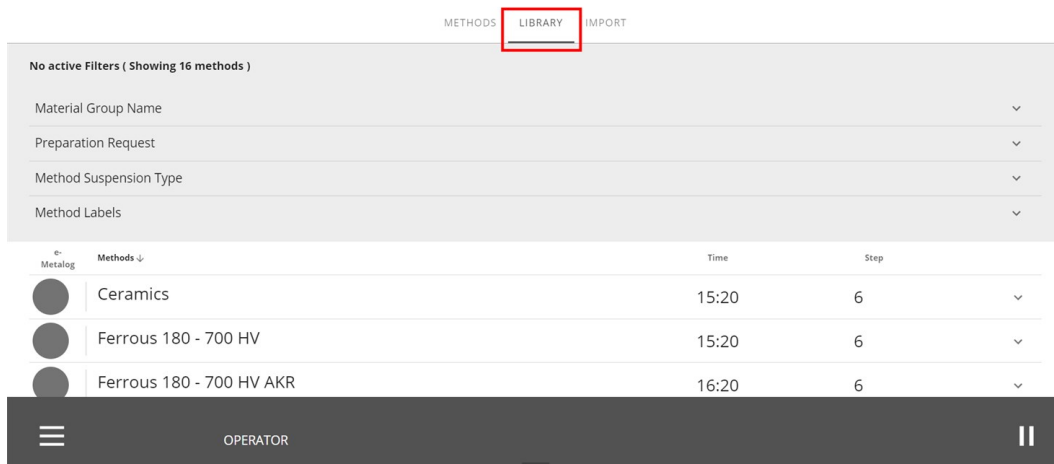 METHODS LIBRARY IMPORT
No active Filters ( Showing 16 methods )
Material Group Name
Preparation Request
Method Suspension Type
Method Labels
e-
Metalog Methods ↓ Time Step
Ceramics 15:20 6
Ferrous 180 - 700 HV 15:20 6
Ferrous 180 - 700 HV AKR 16:20 6
OPERATOR